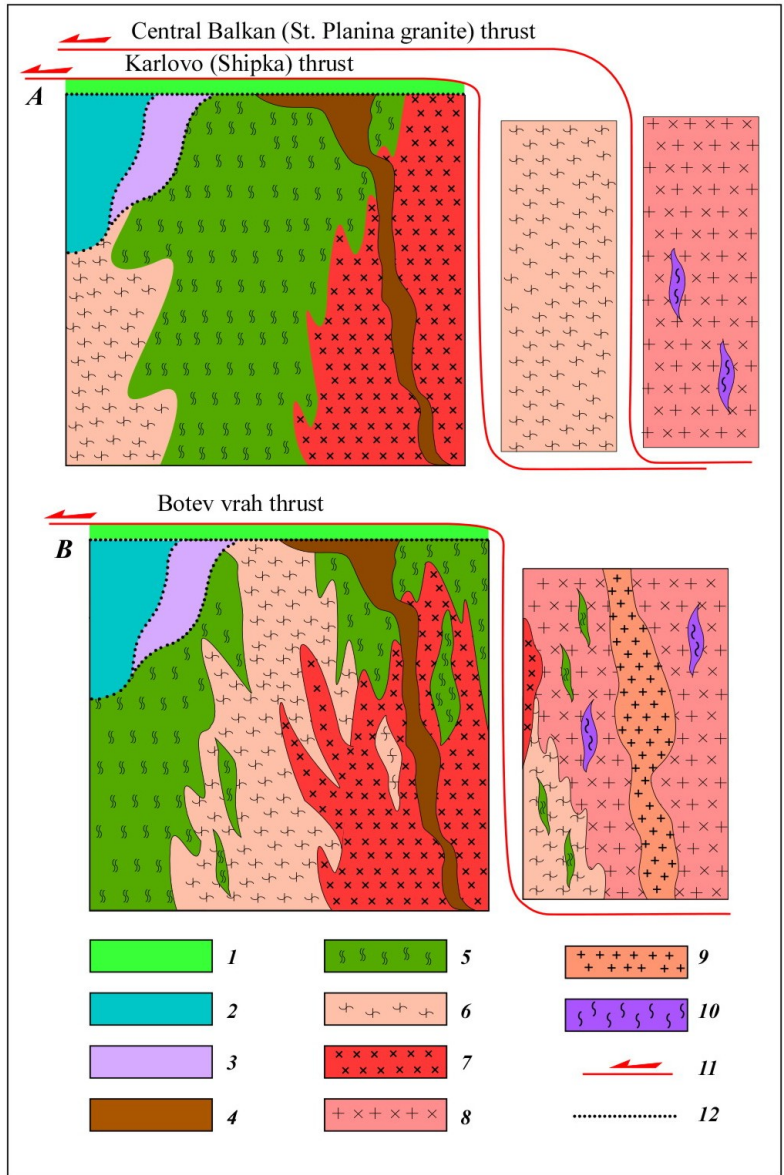 Central Balkan (St. Planina granite) thrust
Karlovo (Shipka) thrust
A
Botev vrah thrust
B
1
2
3
4
5
6
7
8
9
10
11
12